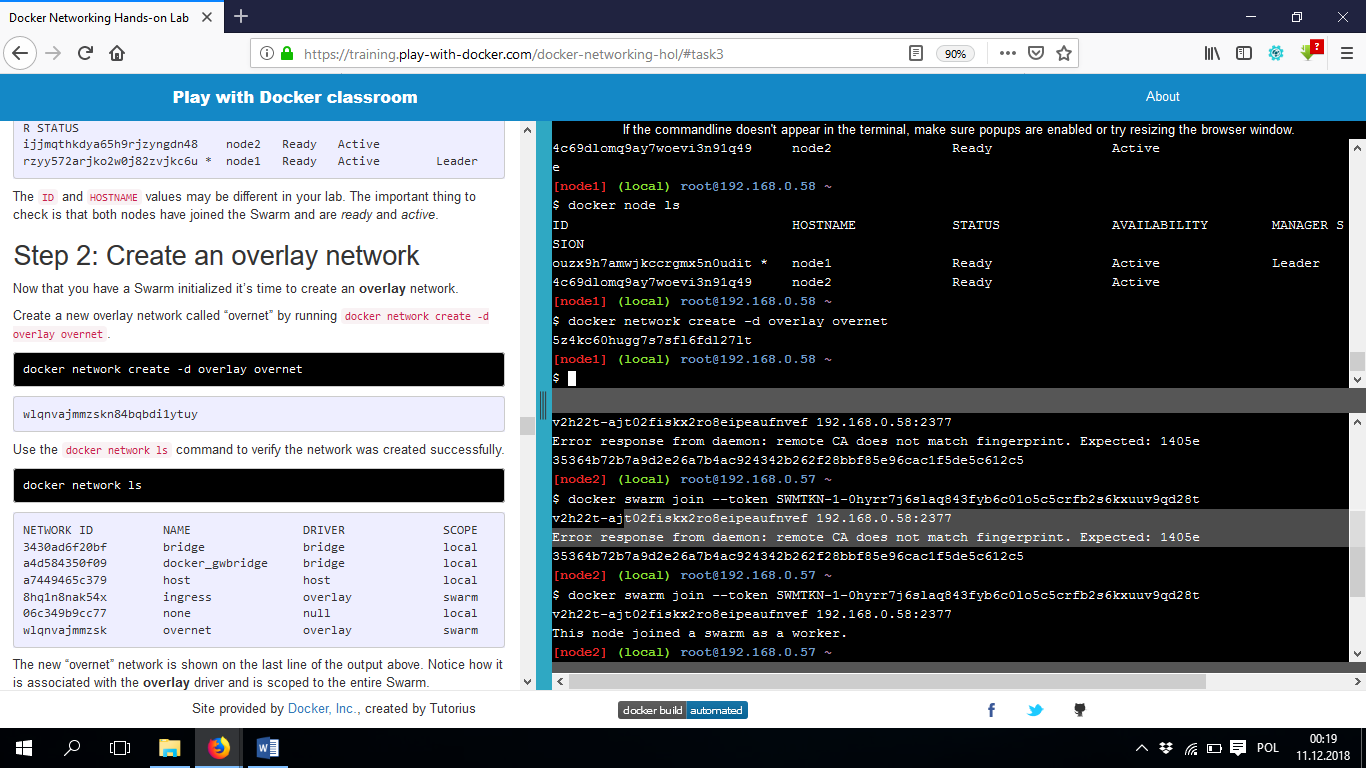 Docker Networking Hands-on Lab
https://training.play-with-docker.com/docker-networking-hol/#task3
90%
Play with Docker classroom
About
R STATUS
ijjmqthkdya65h9rjzyngdn48 node2 Ready Active
rzyy572arjko2w0j82zvjkc6u * node1 Ready Active Leader
The ID and HOSTNAME values may be different in your lab. The important thing to
check is that both nodes have joined the Swarm and are ready and active.
Step 2: Create an overlay network
Now that you have a Swarm initialized it’s time to create an overlay network.
Create a new overlay network called “overnet” by running docker network create -d
overlay overnet .
docker network create -d overlay overnet
wlqnvajmmzskn84bqbdi1ytuy
Use the docker network ls command to verify the network was created successfully.
docker network ls
NETWORK ID NAME DRIVER SCOPE
3430ad6f20bf bridge bridge local
a4d584350f09 docker_gwbridge bridge local
a7449465c379 host host local
8hq1n8nak54x ingress overlay swarm
06c349b9cc77 none null local
wlqnvajmmzsk overnet overlay swarm
The new “overnet” network is shown on the last line of the output above. Notice how it
is associated with the overlay driver and is scoped to the entire Swarm.
If the commandline doesn't appear in the terminal, make sure popups are enabled or try resizing the browser window.
4c69dlomq9ay7woevi3n91q49 node2 Ready Active
e
[node1] (local) root@192.168.0.58 ~
$ docker node ls
ID HOSTNAME STATUS AVAILABILITY MANAGER S
SION
ouzx9h7amwjkccrgmx5n0udit * node1 Ready Active Leader
4c69dlomq9ay7woevi3n91q49 node2 Ready Active
[node1] (local) root@192.168.0.58 ~
$ docker network create -d overlay overnet
5z4kc60hugg7s7sfl6fdl27lt
[node1] (local) root@192.168.0.58 ~
$
v2h22t-ajt02fiskx2ro8eipeaufnvef 192.168.0.58:2377
Error response from daemon: remote CA does not match fingerprint. Expected: 1405e
35364b72b7a9d2e26a7b4ac924342b262f28bbf85e96cac1f5de5c612c5
[node2] (local) root@192.168.0.57 ~
$ docker swarm join --token SWMTKN-1-0hyrr7j6slaq843fyb6c01o5c5crfb2s6kxuuv9qd28t
v2h22t-ajt02fiskx2ro8eipeaufnvef 192.168.0.58:2377
Error response from daemon: remote CA does not match fingerprint. Expected: 1405e
35364b72b7a9d2e26a7b4ac924342b262f28bbf85e96cac1f5de5c612c5
[node2] (local) root@192.168.0.57 ~
$ docker swarm join --token SWMTKN-1-0hyrr7j6slaq843fyb6c0lo5c5crfb2s6kxuuv9qd28t
v2h22t-ajt02fiskx2ro8eipeaufnvef 192.168.0.58:2377
This node joined a swarm as a worker.
[node2] (local) root@192.168.0.57 ~
Site provided by Docker, Inc., created by Tutorius
docker build automated
POL
00:19
11.12.2018